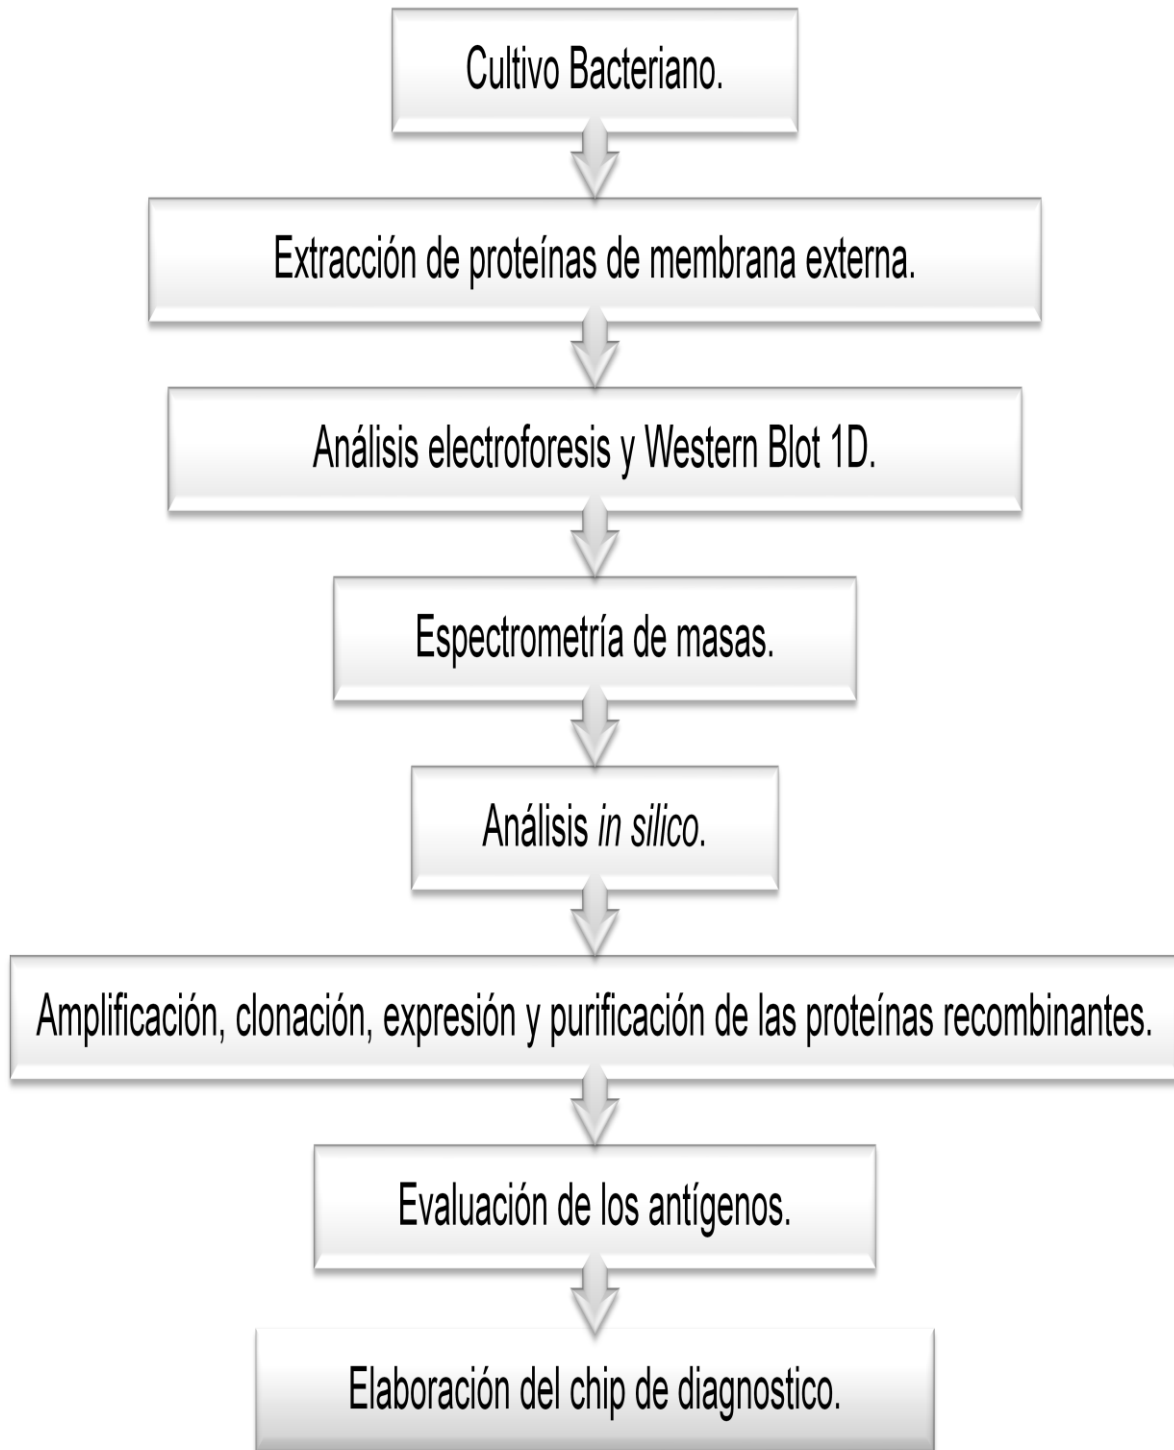 Cultivo Bacteriano.
Extracción de proteínas de membrana externa.
Análisis electroforesis y Western Blot 1D.
Espectrometría de masas.
Análisis in silico.
Amplificación, clonación, expresión y purificación de las proteínas recombinantes.
Evaluación de los antígenos.
Elaboración del chip de diagnostico.